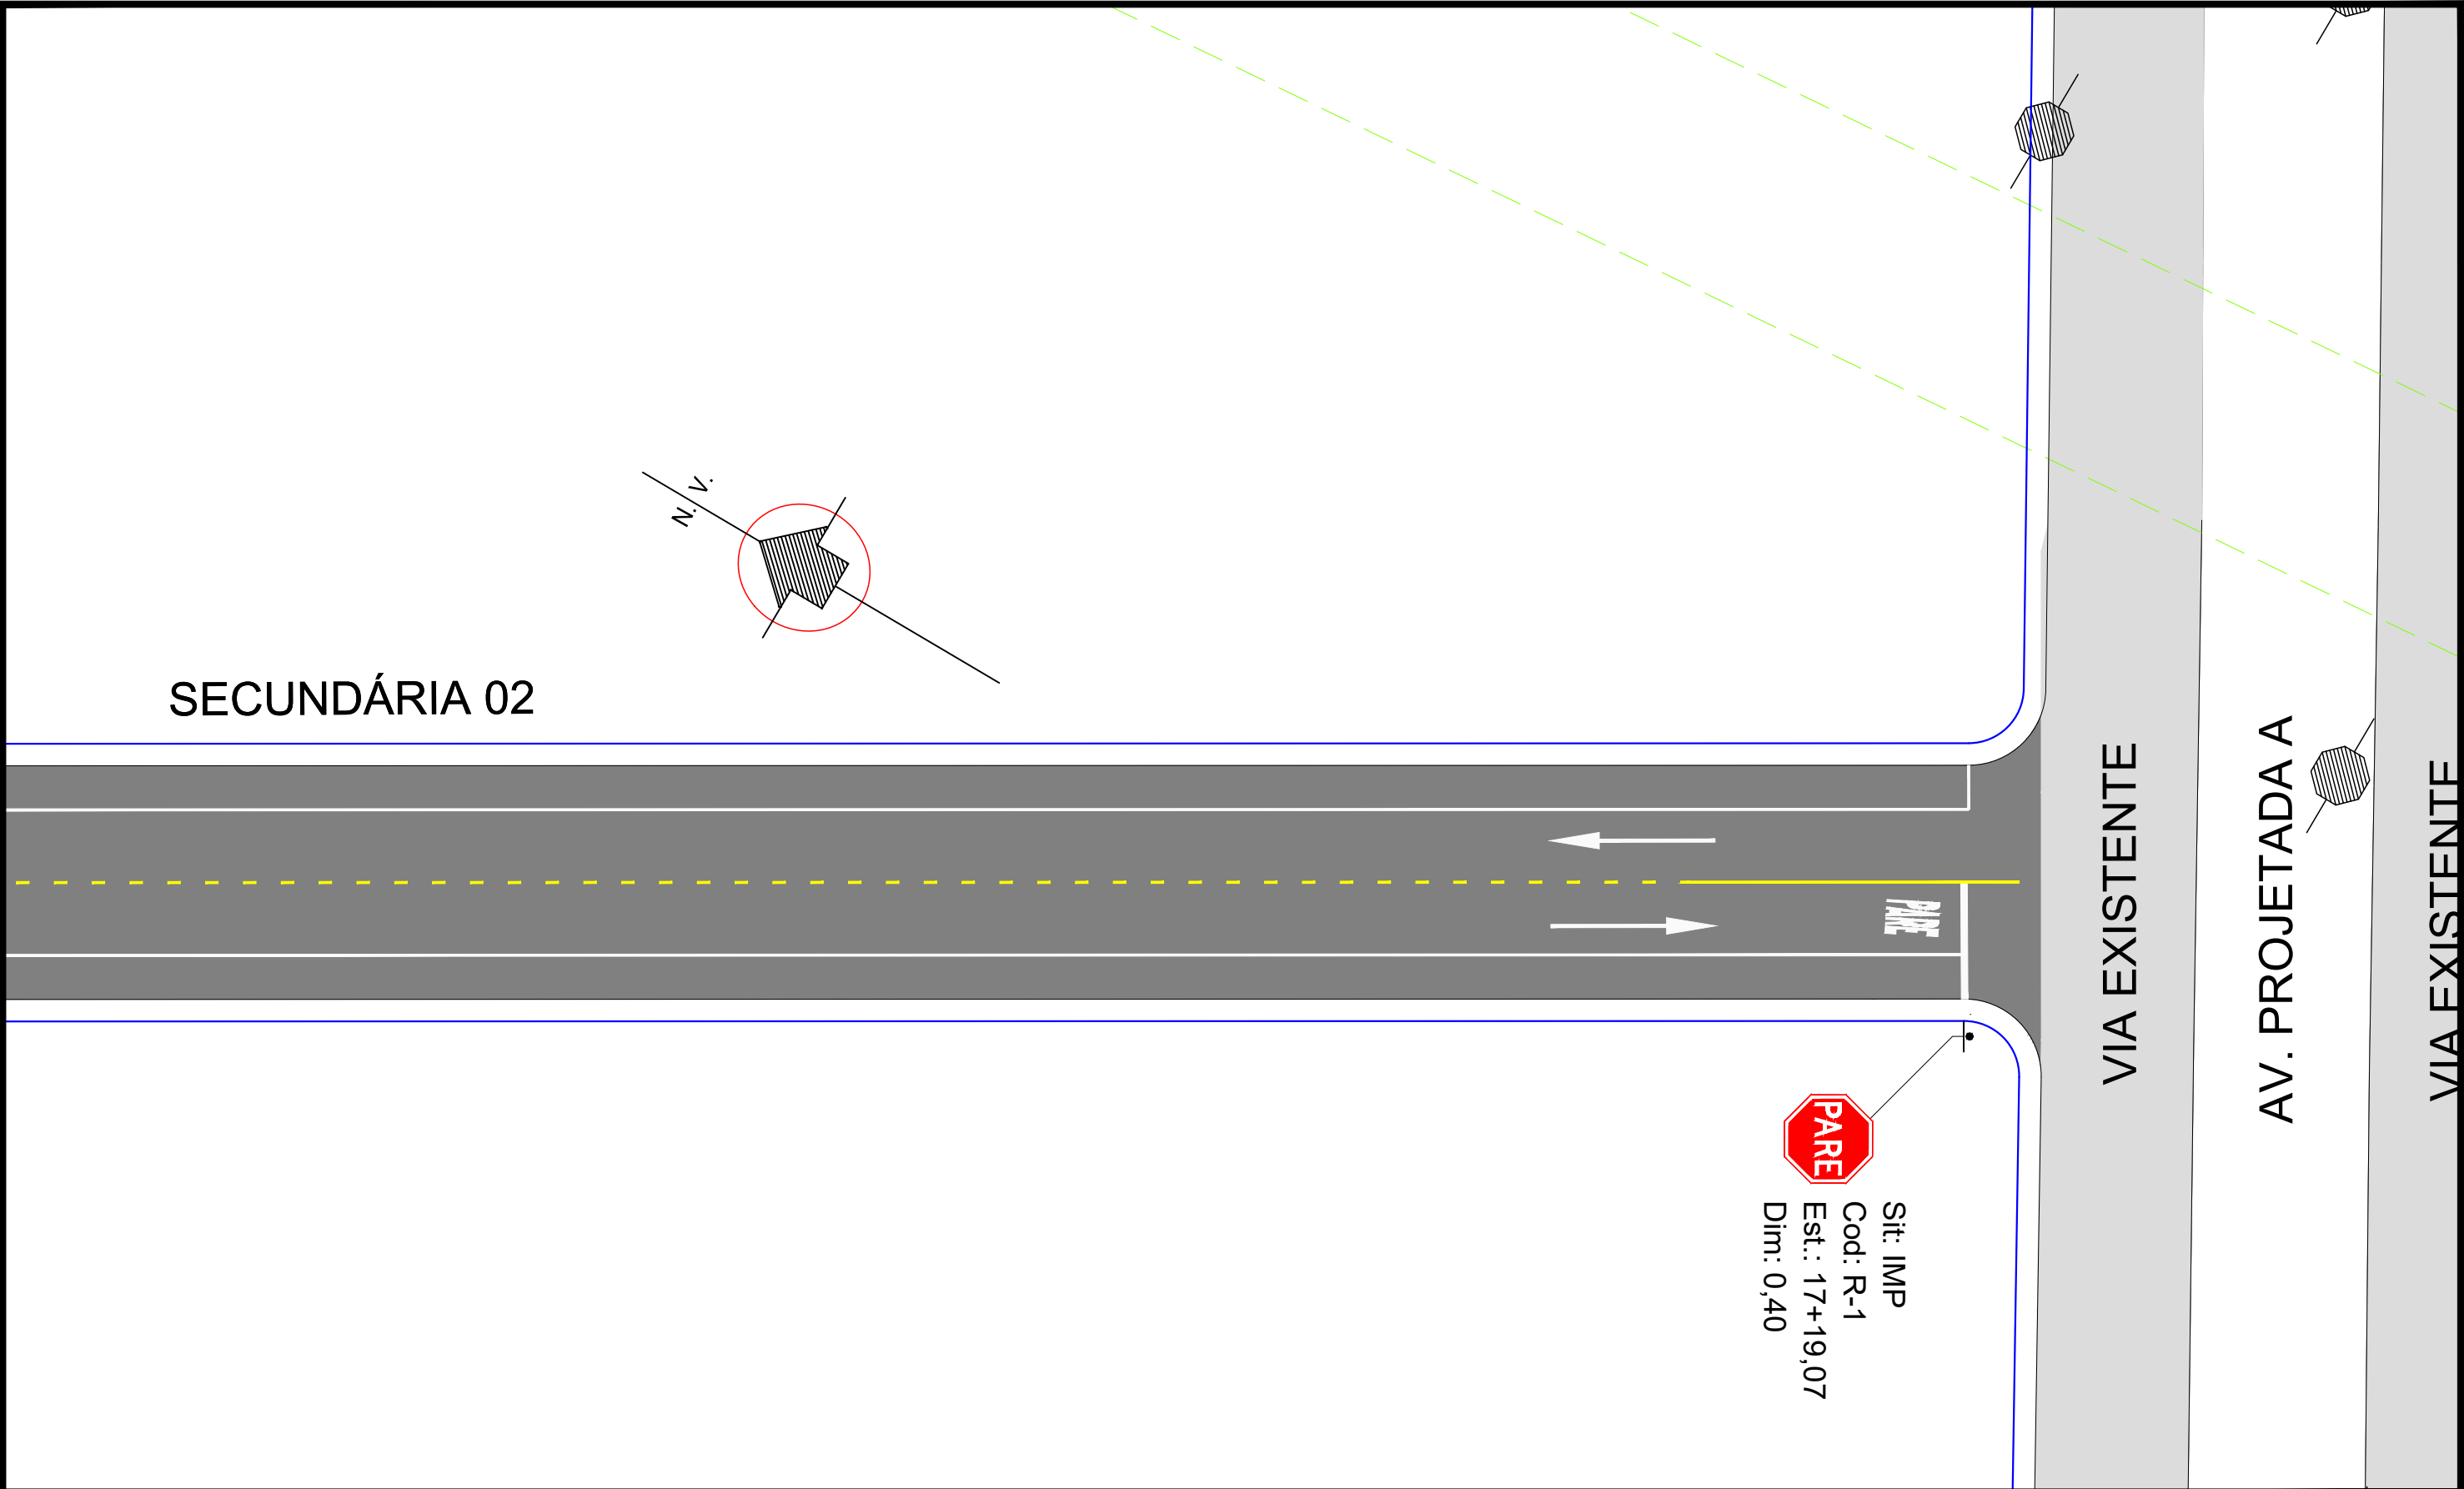 N. V.
SECUNDÁRIA 02
VIA EXISTENTE
AV. PROJETADA A
VIA EXISTENTE
PARE
Sit: IMP
Cod.: R-1
Est.: 17+19,07
Dim: 0,40